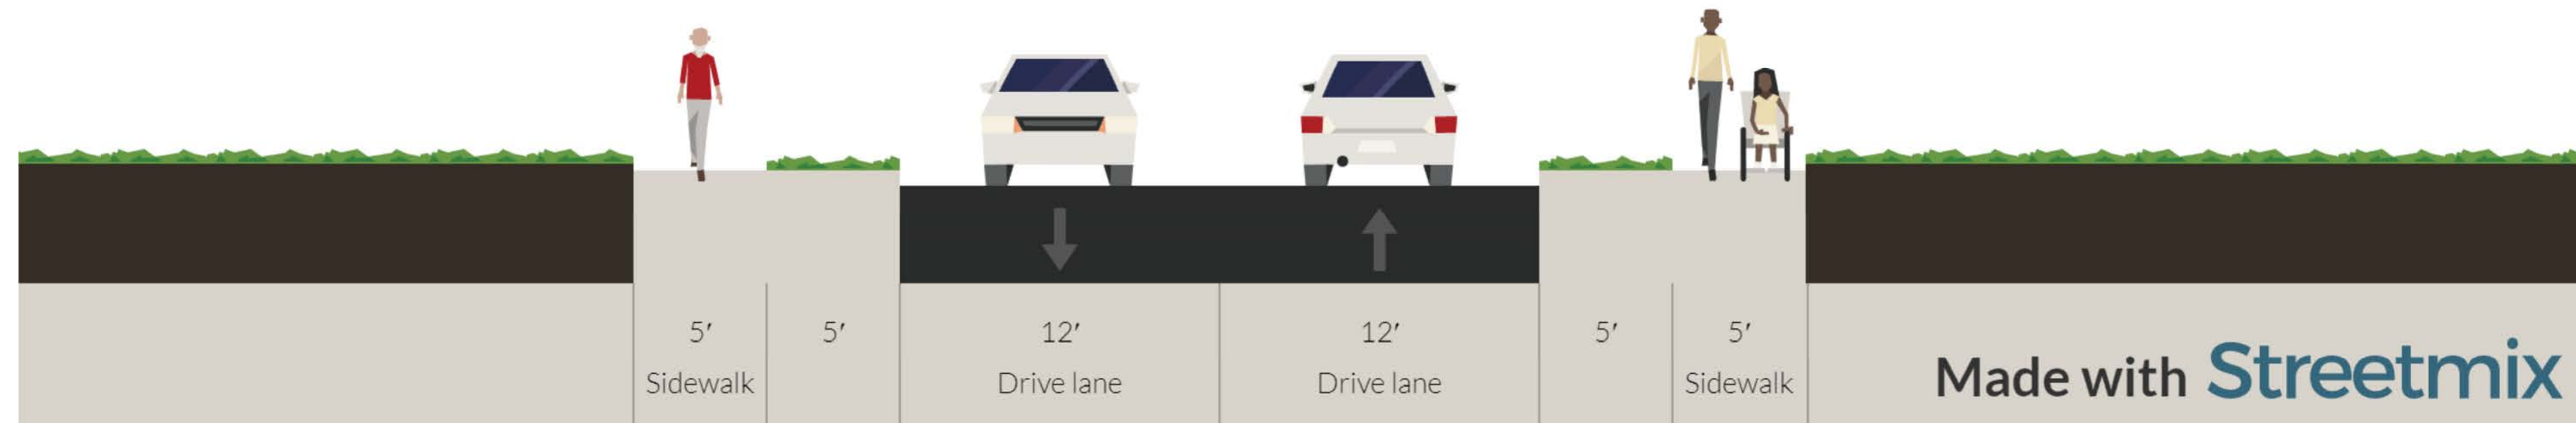 5′ 5′ 12′ 12′ 5′ 5′
Sidewalk Drive lane Drive lane Sidewalk
Made with Streetmix